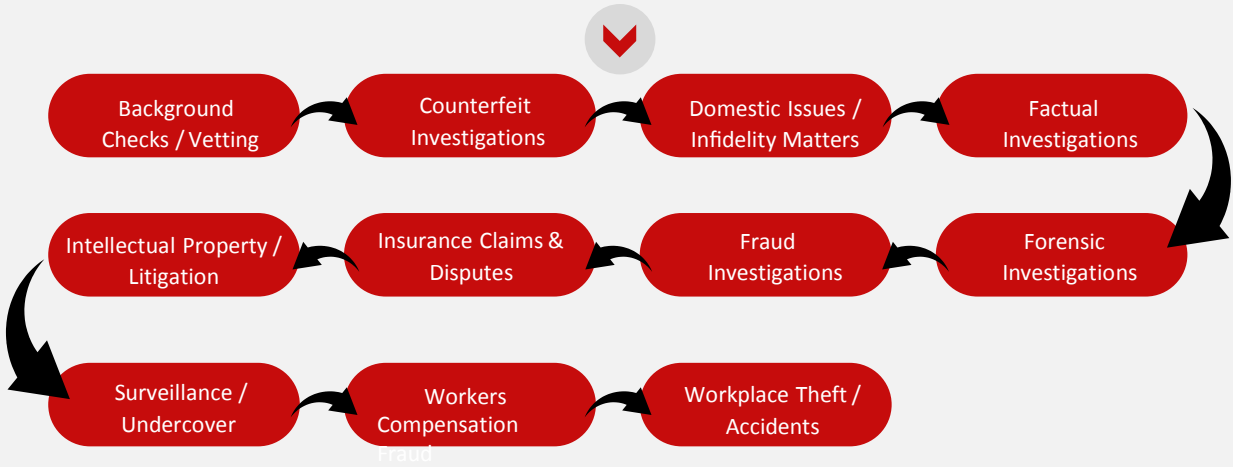 Background
Checks / Vetting
Counterfeit
Investigations
Domestic Issues /
Infidelity Matters
Factual
Investigations
Forensic
Investigations
Fraud
Investigations
Insurance Claims &
Disputes
Intellectual Property /
Litigation
Surveillance /
Undercover
Workers
Compensation
Fraud
Workplace Theft /
Accidents